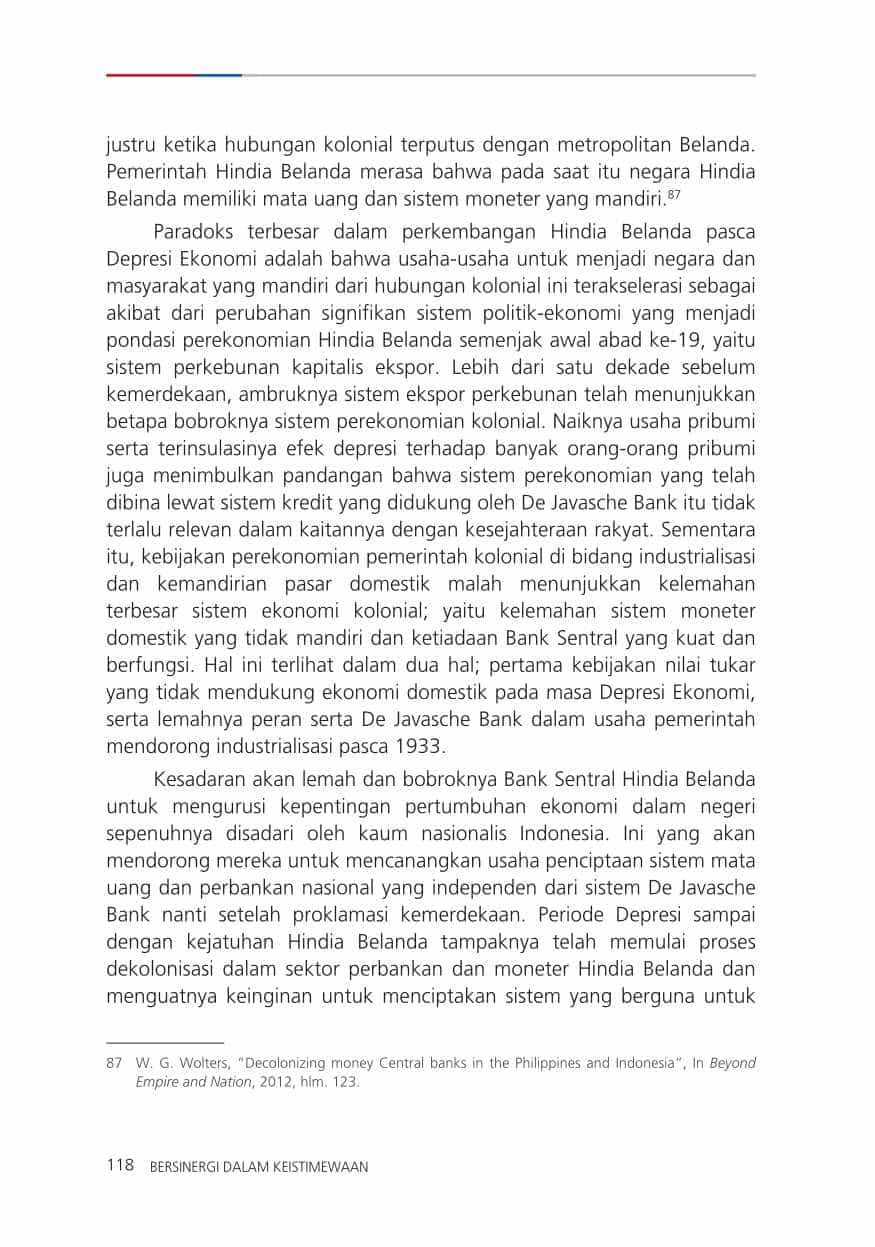 justru ketika hubungan kolonial terputus dengan metropolitan Belanda.
Pemerintah Hindia Belanda merasa bahwa pada saat itu negara Hindia
Belanda memiliki mata uang dan sistem moneter yang mandiri.87
Paradoks terbesar dalam perkembangan Hindia Belanda pasca
Depresi Ekonomi adalah bahwa usaha-usaha untuk menjadi negara dan
masyarakat yang mandiri dari hubungan kolonial ini terakselerasi sebagai
akibat dari perubahan signifikan sistem politik-ekonomi yang menjadi
pondasi perekonomian Hindia Belanda semenjak awal abad ke-19, yaitu
sistem perkebunan kapitalis ekspor. Lebih dari satu dekade sebelum
kemerdekaan, ambruknya sistem ekspor perkebunan telah menunjukkan
betapa bobroknya sistem perekonomian kolonial. Naiknya usaha pribumi
serta terinsulasinya efek depresi terhadap banyak orang-orang pribumi
juga menimbulkan pandangan bahwa sistem perekonomian yang telah
dibina lewat sistem kredit yang didukung oleh De Javasche Bank itu tidak
terlalu relevan dalam kaitannya dengan kesejahteraan rakyat. Sementara
itu, kebijakan perekonomian pemerintah kolonial di bidang industrialisasi
dan kemandirian pasar domestik malah menunjukkan kelemahan
terbesar sistem ekonomi kolonial; yaitu kelemahan sistem moneter
domestik yang tidak mandiri dan ketiadaan Bank Sentral yang kuat dan
berfungsi. Hal ini terlihat dalam dua hal; pertama kebijakan nilai tukar
yang tidak mendukung ekonomi domestik pada masa Depresi Ekonomi,
serta lemahnya peran serta De Javasche Bank dalam usaha pemerintah
mendorong industrialisasi pasca 1933.
Kesadaran akan lemah dan bobroknya Bank Sentral Hindia Belanda
untuk mengurusi kepentingan pertumbuhan ekonomi dalam negeri
sepenuhnya disadari oleh kaum nasionalis Indonesia. Ini yang akan
mendorong mereka untuk mencanangkan usaha penciptaan sistem mata
uang dan perbankan nasional yang independen dari sistem De Javasche
Bank nanti setelah proklamasi kemerdekaan. Periode Depresi sampai
dengan kejatuhan Hindia Belanda tampaknya telah memulai proses
dekolonisasi dalam sektor perbankan dan moneter Hindia Belanda dan
menguatnya keinginan untuk menciptakan sistem yang berguna untuk
87 W. G. Wolters, “Decolonizing money Central banks in the Philippines and Indonesia”, In Beyond
Empire and Nation, 2012, hlm. 123.
118 BERSINERGI DALAM KEISTIMEWAAN